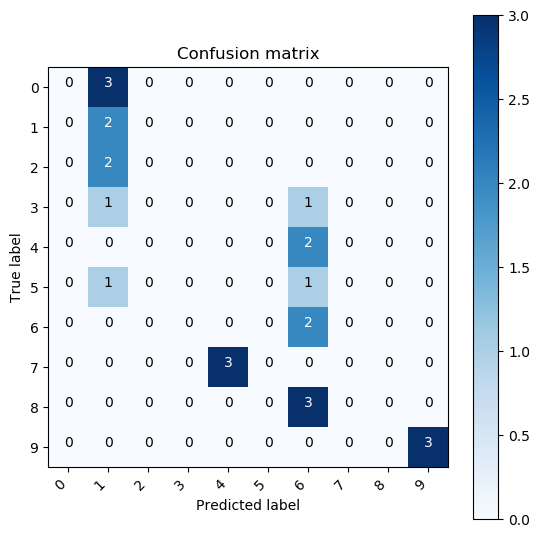 Confusion matrix
3.0
0 0 3 0 0 0 0 0 0 0 0
1 0 2 0 0 0 0 0 0 0 0
2.5
2 0 2 0 0 0 0 0 0 0 0
3 0 1 0 0 0 0 1 0 0 0
2.0
4 0 0 0 0 0 0 2 0 0 0
True label
1.5
5 0 1 0 0 0 0 1 0 0 0
6 0 0 0 0 0 0 2 0 0 0
1.0
7 0 0 0 0 3 0 0 0 0 0
8 0 0 0 0 0 0 3 0 0 0
0.5
9 0 0 0 0 0 0 0 0 0 3
0 1 2 3 4 5 6 7 8 9
Predicted label
0.0